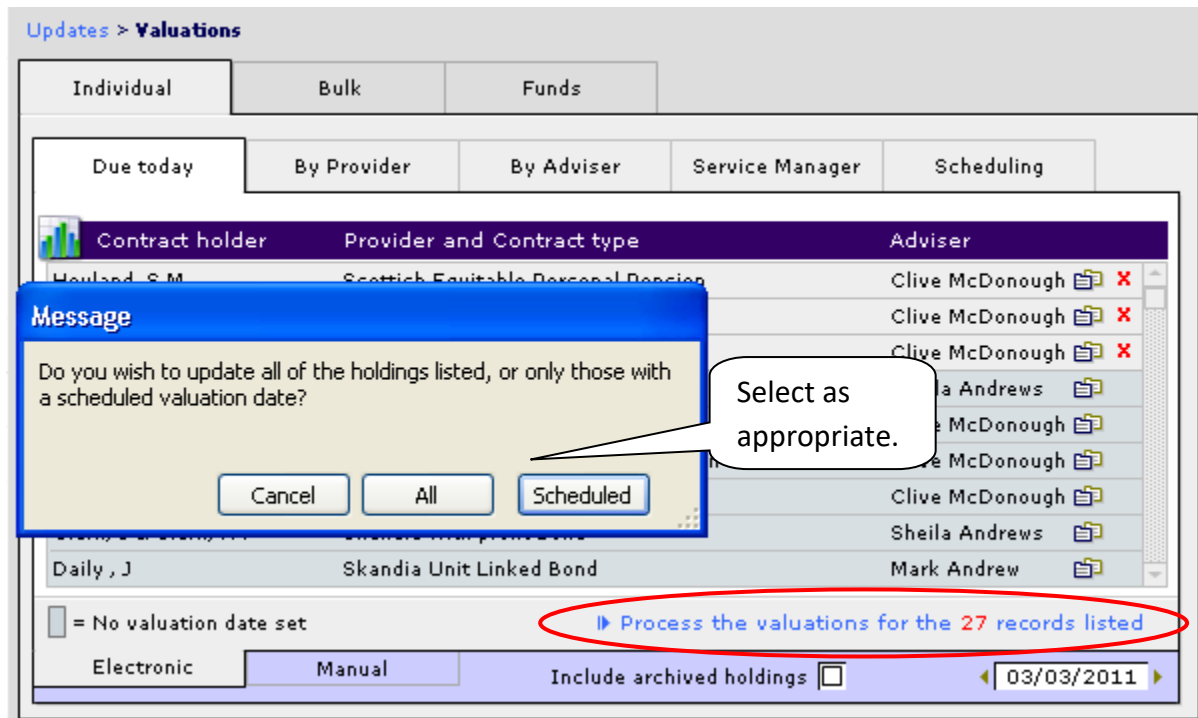 Updates > Valuations
Individual Bulk Funds
Due today By Provider By Adviser Service Manager Scheduling
Contract holder Provider and Contract type Adviser
Clive McDonough
Message
Clive McDonough
Clive McDonough
Do you wish to update all of the holdings listed, or only those with
a scheduled valuation date?
Select as
appropriate.
Andrews
McDonough
McDonough
Cancel All Scheduled
Clive McDonough
Sheila Andrews
Daily , J Skandia Unit Linked Bond Mark Andrew
= No valuation date set Process the valuations for the 27 records listed
Electronic Manual Include archived holdings 03/03/2011